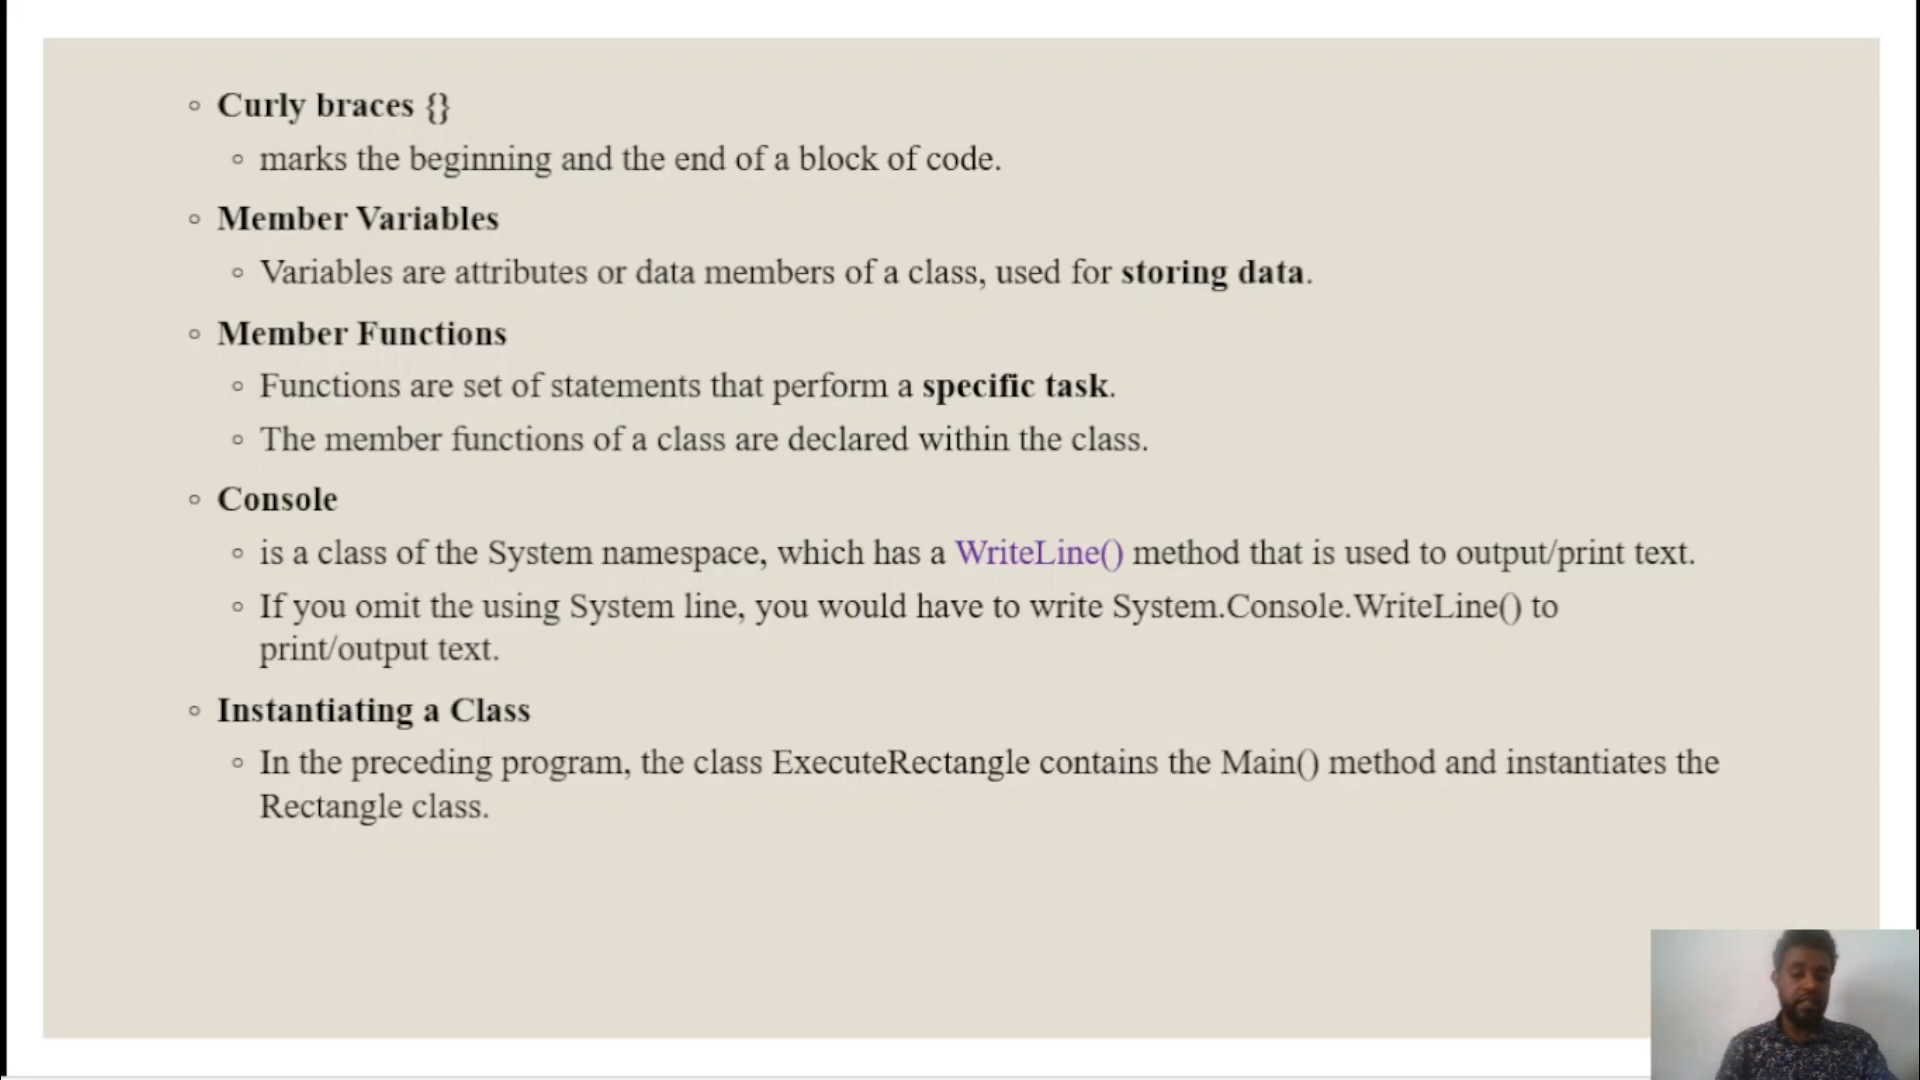 Curly braces {}
marks the beginning and the end of a block of code.
Member Variables
Variables are attributes or data members of a class, used for storing data.
Member Functions
Functions are set of statements that perform a specific task.
The member functions of a class are declared within the class.
Console
is a class of the System namespace, which has a WriteLine() method that is used to output/print text.
If you omit the using System line, you would have to write System.Console.WriteLine() to
print/output text.
Instantiating a Class
In the preceding program, the class ExecuteRectangle contains the Main() method and instantiates the
Rectangle class.